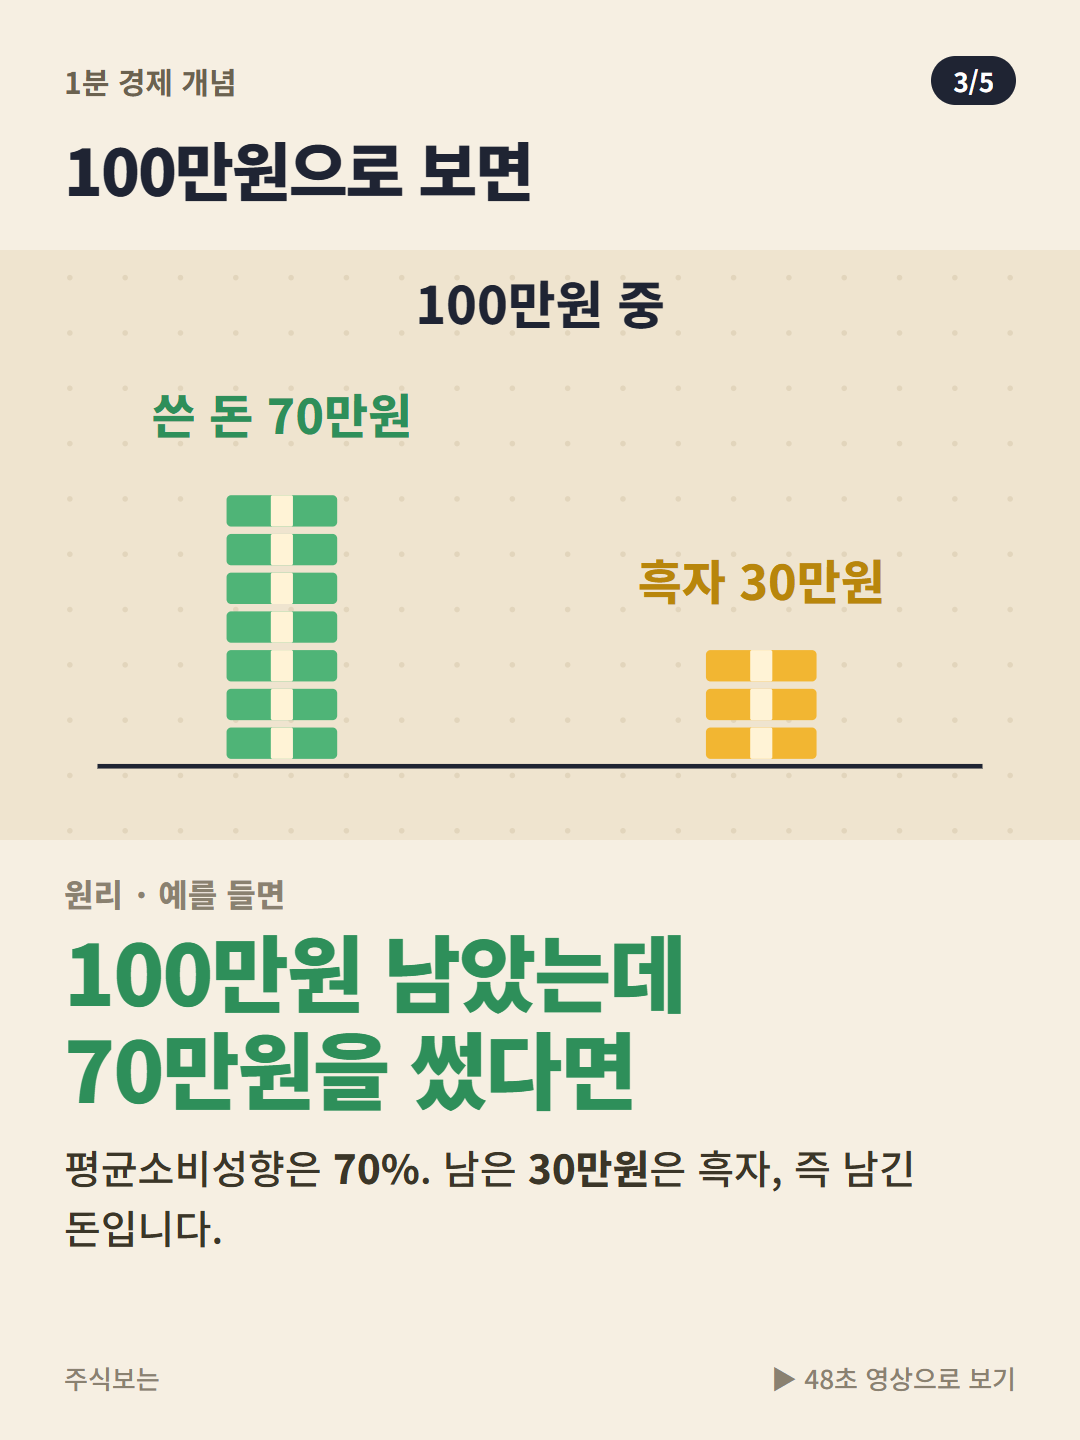 1분 경제 개념
3/5
100만원으로 보면
100만원 중
쓴 돈 70만원
흑자 30만원
원리 · 예를 들면
100만원 남았는데
70만원을 썼다면
평균소비성향은 70%. 남은 30만원은 흑자, 즉 남긴
돈입니다.
주식보는
▶ 48초 영상으로 보기